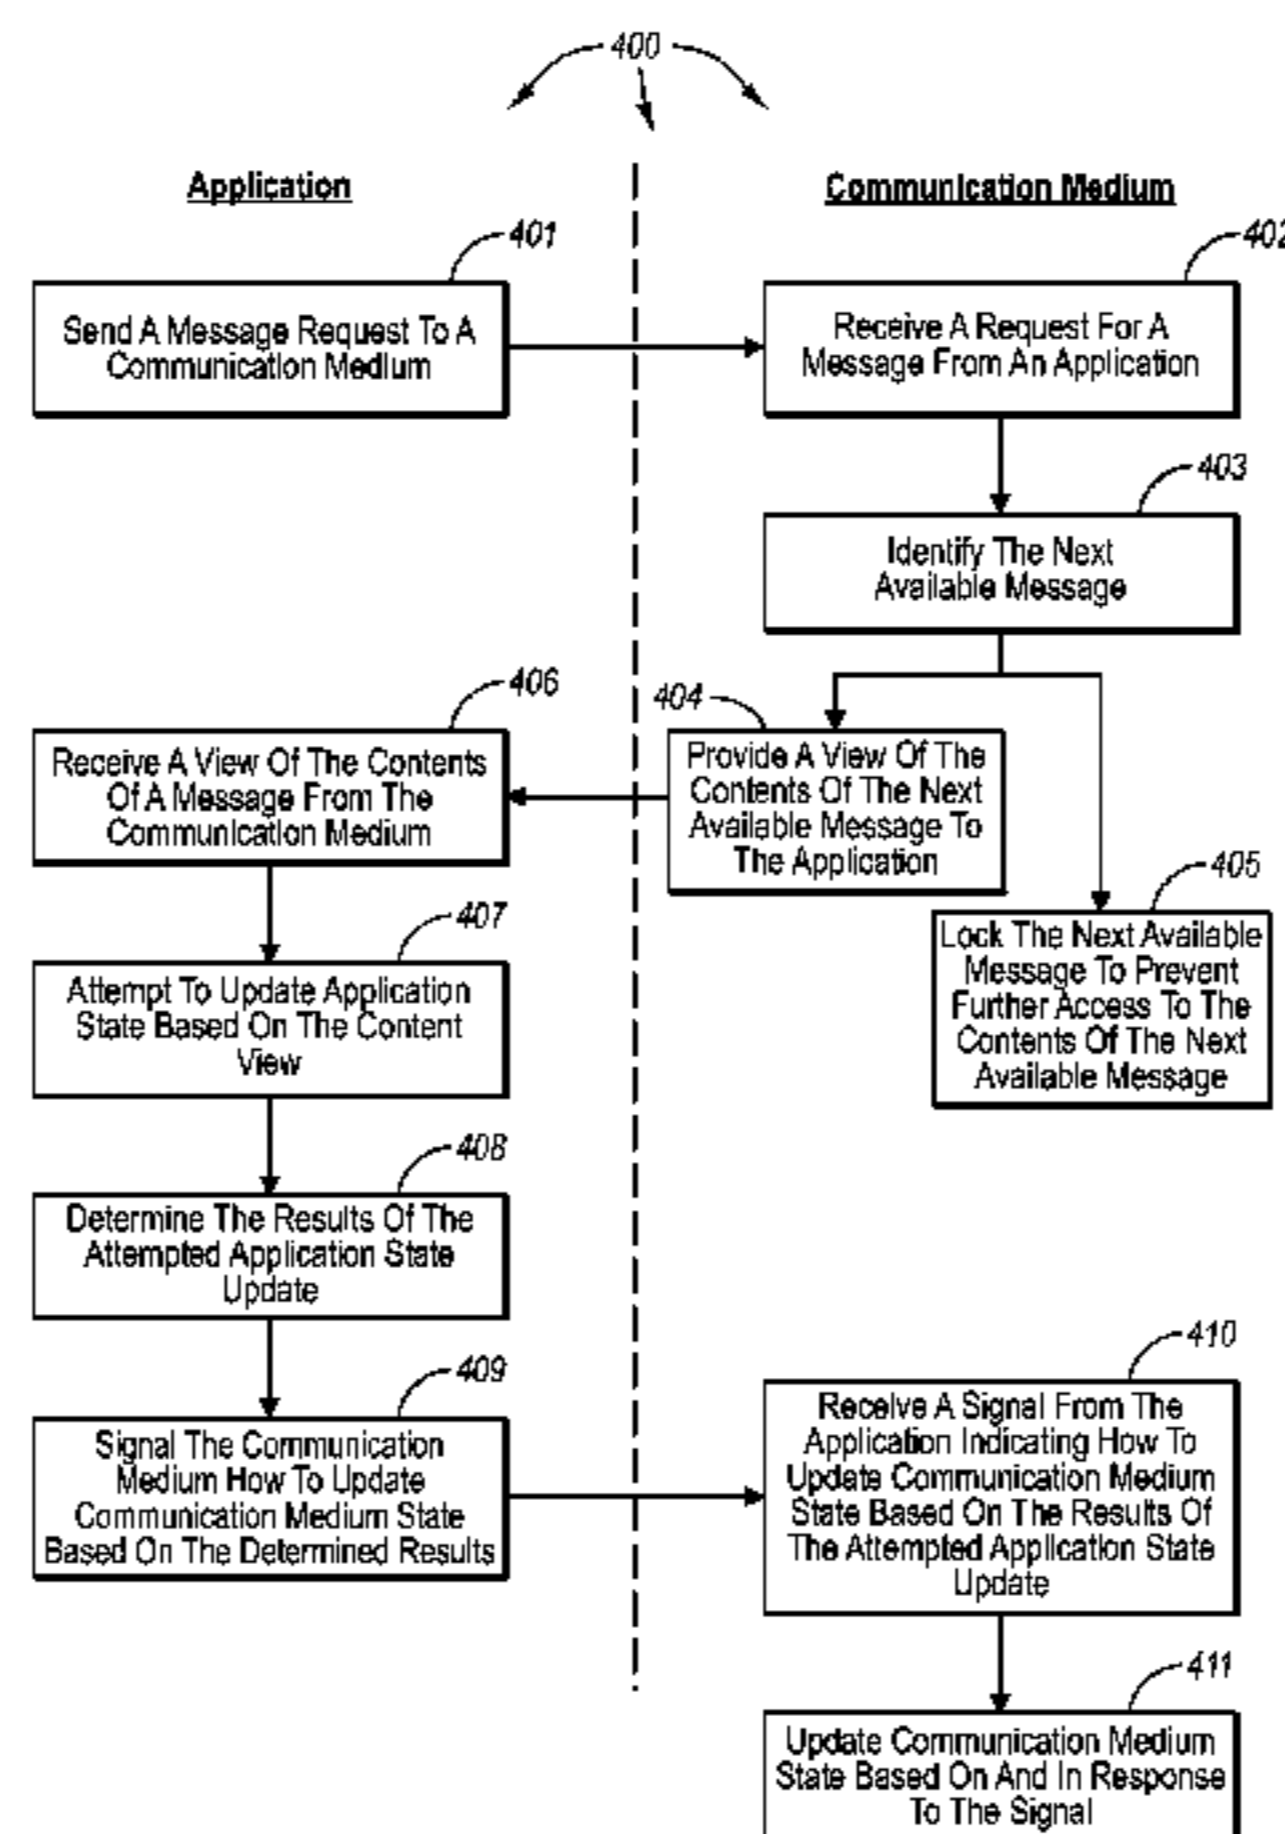 400
Application
Communication Medium
401
402
Send A Message Request To A
Communication Medium
Receive A Request For A
Message From An Application
403
Identify The Next
Available Message
406
404
Receive A View Of The Contents
Of A Message From The
Communication Medium
Provide A View Of The
Contents Of The Next
Available Message To
The Application
405
Lock The Next Available
Message To Prevent
Further Access To The
Contents Of The Next
Available Message
407
Attempt To Update Application
State Based On The Content
View
408
Determine The Results Of The
Attempted Application State
Update
409
Signal The Communication
Medium How To Update
Communication Medium State
Based On The Determined Results
410
Receive A Signal From The
Application Indicating How To
Update Communication Medium
State Based On The Results Of
The Attempted Application State
Update
411
Update Communication Medium
State Based On And In Response
To The Signal